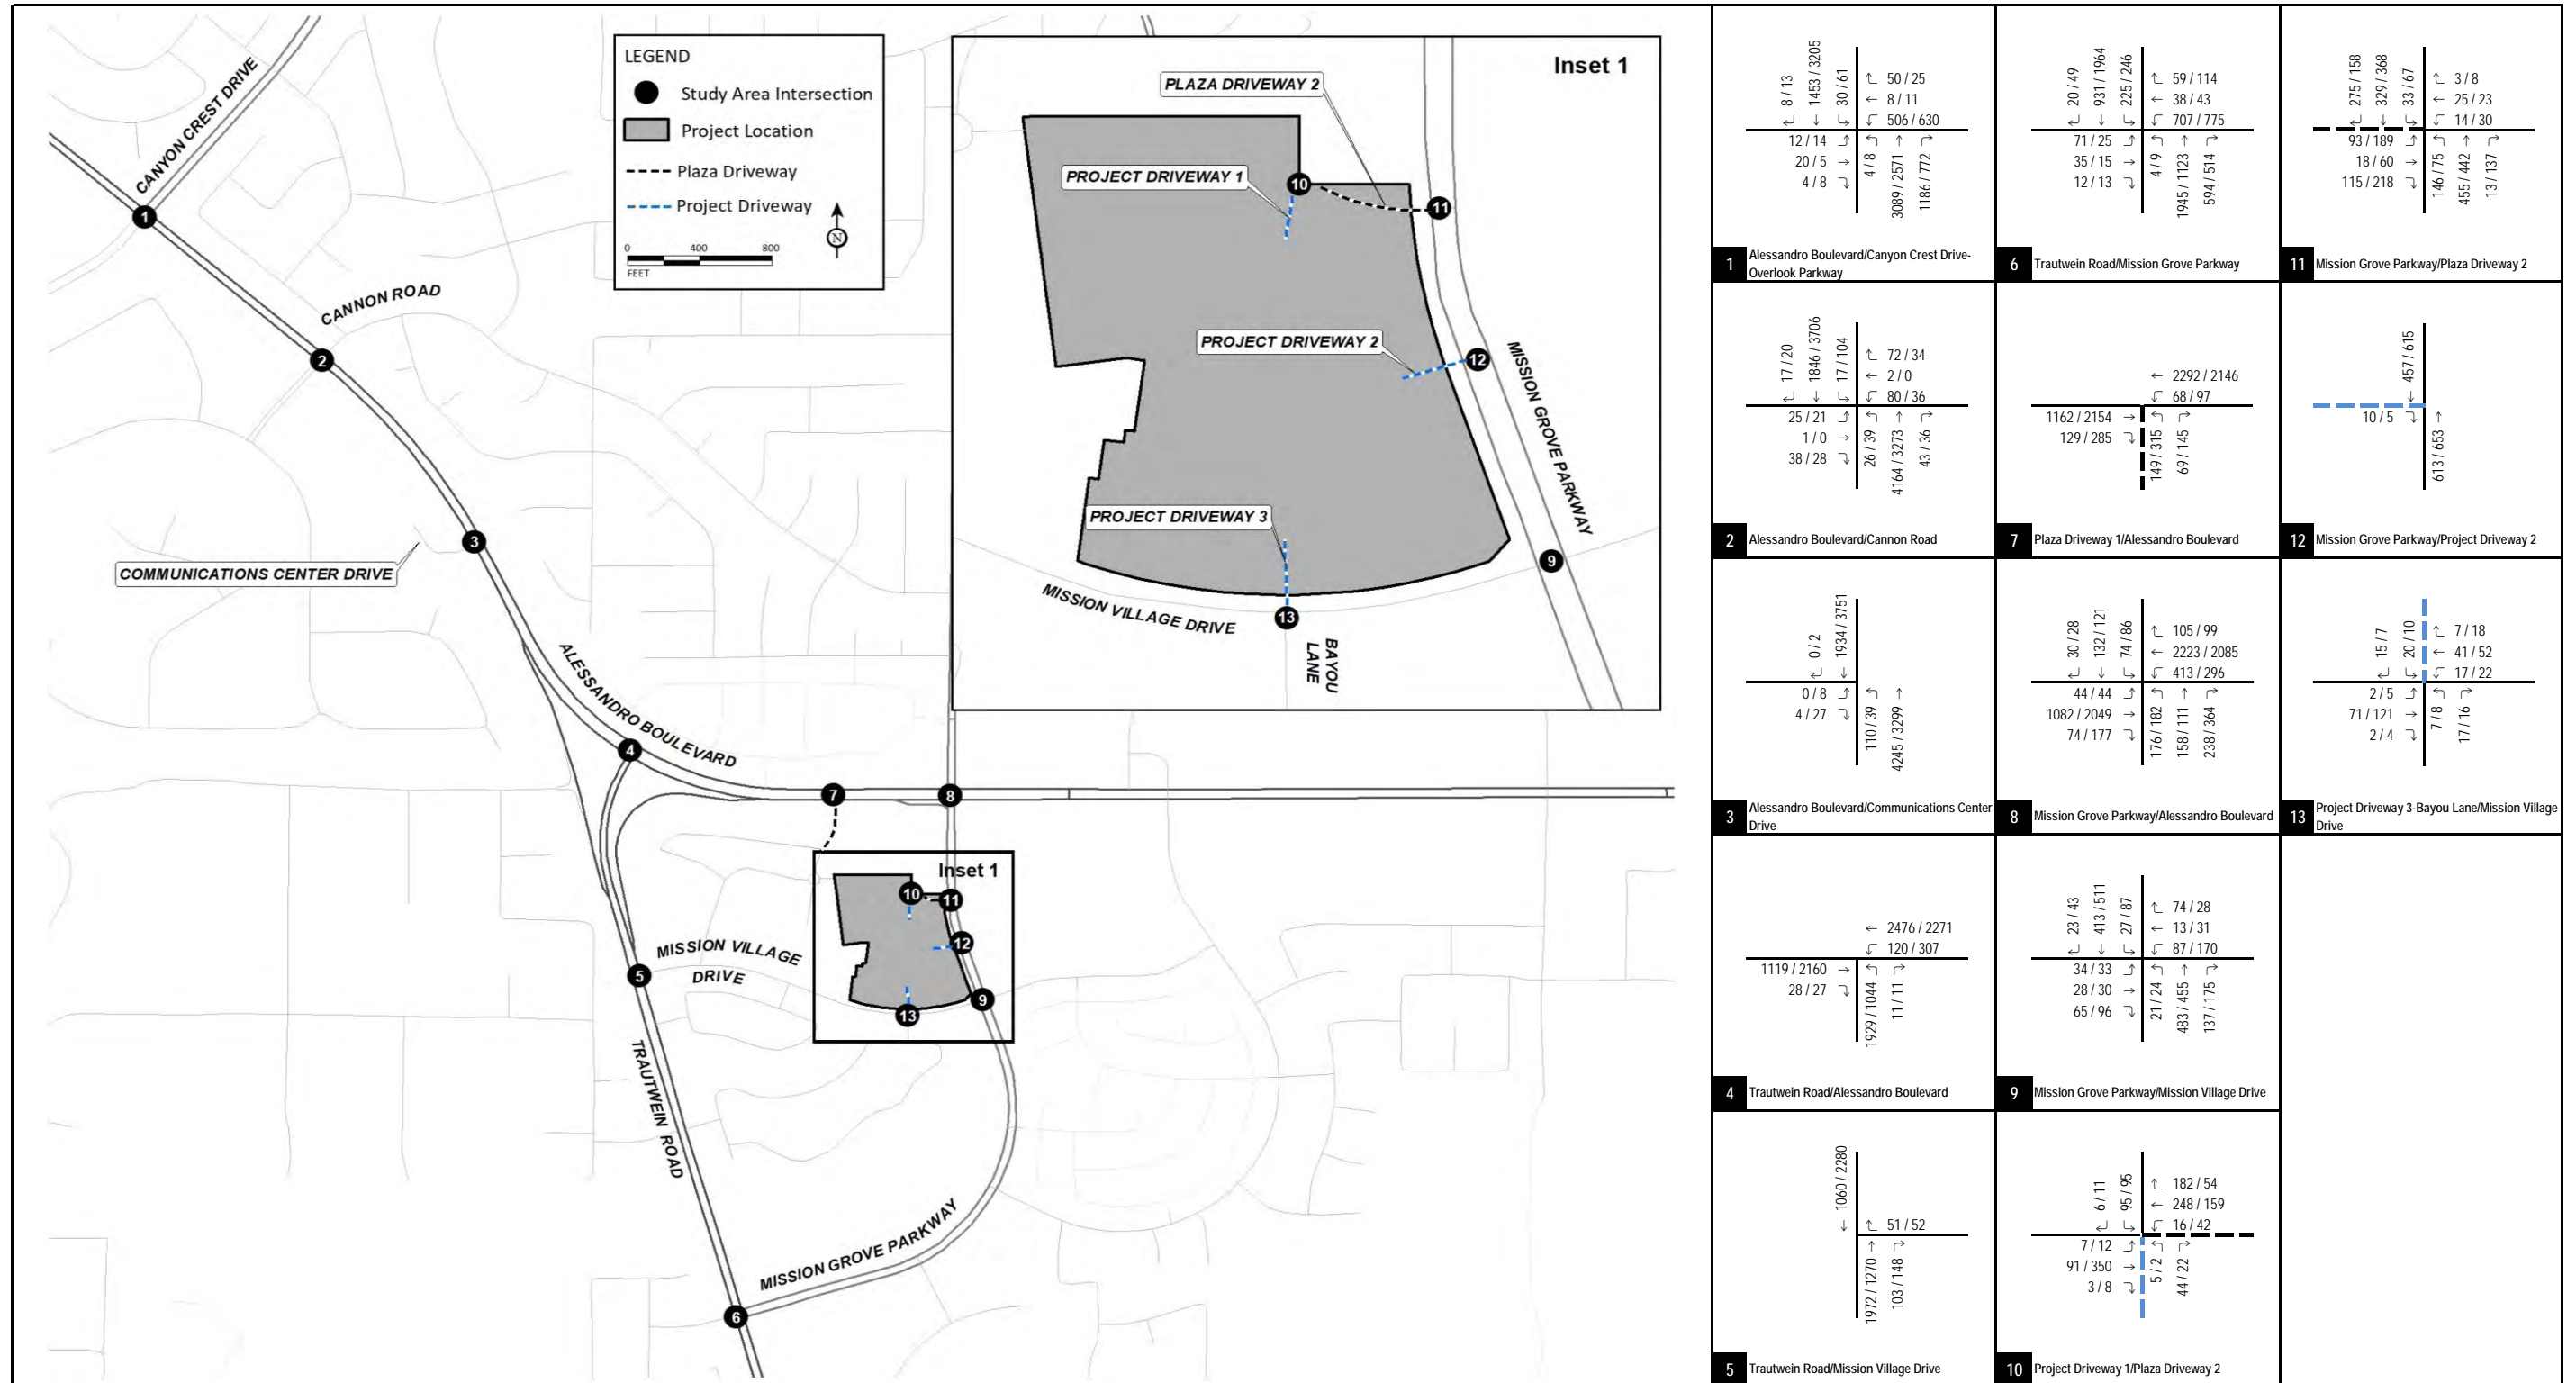 LEGEND
Study Area Intersection
Project Location
Plaza Driveway
Project Driveway
0 400 800
FEET
N
CANYON CREST DRIVE
1
CANNON ROAD
2
3
COMMUNICATIONS CENTER DRIVE
ALESSANDRO BOULEVARD
4
7
8
Inset 1
10
11
12
MISSION VILLAGE
DRIVE
5
9
13
TRAUTWEIN ROAD
MISSION GROVE PARKWAY
6
Inset 1
PLAZA DRIVEWAY 2
PROJECT DRIVEWAY 1
10
11
PROJECT DRIVEWAY 2
12
MISSION GROVE PARKWAY
PROJECT DRIVEWAY 3
9
MISSION VILLAGE DRIVE
13
BAYOU
LANE
8 / 13
1453 / 3205
30 / 61
50 / 25
8 / 11
506 / 630
12 / 14
20 / 5
4 / 8
4 / 8
3089 / 2571
1186 / 772
1 Alessandro Boulevard/Canyon Crest Drive-
Overlook Parkway
17 / 20
1846 / 3706
17 / 104
72 / 34
2 / 0
80 / 36
25 / 21
1 / 0
38 / 28
26 / 39
4164 / 3273
43 / 36
2 Alessandro Boulevard/Cannon Road
0 / 2
1934 / 3751
0 / 8
4 / 27
110 / 39
4245 / 3299
3 Alessandro Boulevard/Communications Center
Drive
2476 / 2271
120 / 307
1119 / 2160
28 / 27
1929 / 1044
11 / 11
4 Trautwein Road/Alessandro Boulevard
1060 / 2280
51 / 52
1972 / 1270
103 / 148
5 Trautwein Road/Mission Village Drive
20 / 49
931 / 1964
225 / 246
59 / 114
38 / 43
707 / 775
71 / 25
35 / 15
12 / 13
4 / 9
1945 / 1123
594 / 514
6 Trautwein Road/Mission Grove Parkway
2292 / 2146
68 / 97
1162 / 2154
129 / 285
149 / 315
69 / 145
7 Plaza Driveway 1/Alessandro Boulevard
30 / 28
132 / 121
74 / 86
105 / 99
2223 / 2085
413 / 296
44 / 44
1082 / 2049
74 / 177
176 / 182
158 / 111
238 / 364
8 Mission Grove Parkway/Alessandro Boulevard
23 / 43
413 / 511
27 / 87
74 / 28
13 / 31
87 / 170
34 / 33
28 / 30
65 / 96
21 / 24
483 / 455
137 / 175
9 Mission Grove Parkway/Mission Village Drive
6 / 11
95 / 95
182 / 54
248 / 159
16 / 42
7 / 12
91 / 350
3 / 8
5 / 2
44 / 22
10 Project Driveway 1/Plaza Driveway 2
275 / 158
329 / 368
33 / 67
3 / 8
25 / 23
14 / 30
93 / 189
18 / 60
115 / 218
146 / 75
455 / 442
13 / 137
11 Mission Grove Parkway/Plaza Driveway 2
457 / 615
10 / 5
613 / 653
12 Mission Grove Parkway/Project Driveway 2
15 / 7
20 / 10
7 / 18
41 / 52
17 / 22
2 / 5
71 / 121
2 / 4
7 / 8
17 / 16
13 Project Driveway 3-Bayou Lane/Mission Village
Drive